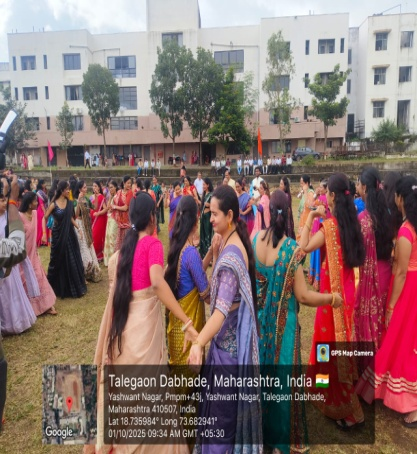 GPS Map Camera
Talegaon Dabhade, Maharashtra, India 🇮🇳
Yashwant Nagar, Pmpm+43j, Yashwant Nagar, Talegaon Dabhade,
Maharashtra 410507, India
Lat 18.735984° Long 73.682941°
01/10/2025 09:34 AM GMT +05:30
Google